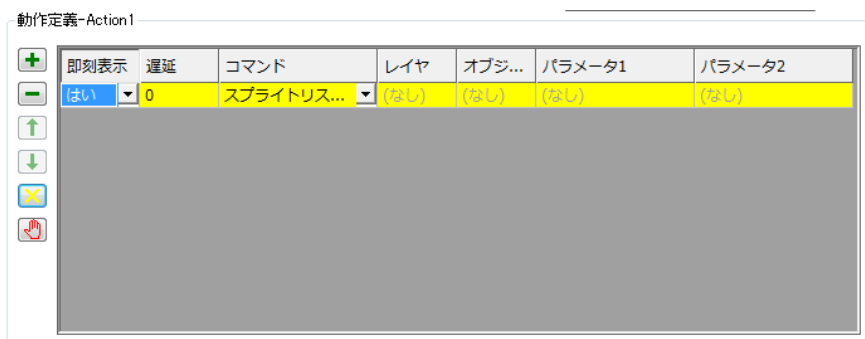 動作定義-Action1
即刻表示 遅延 コマンド レイヤ オブジ... パラメータ1 パラメータ2
はい 0 スプライトリス... (なし) (なし) (なし) (なし)